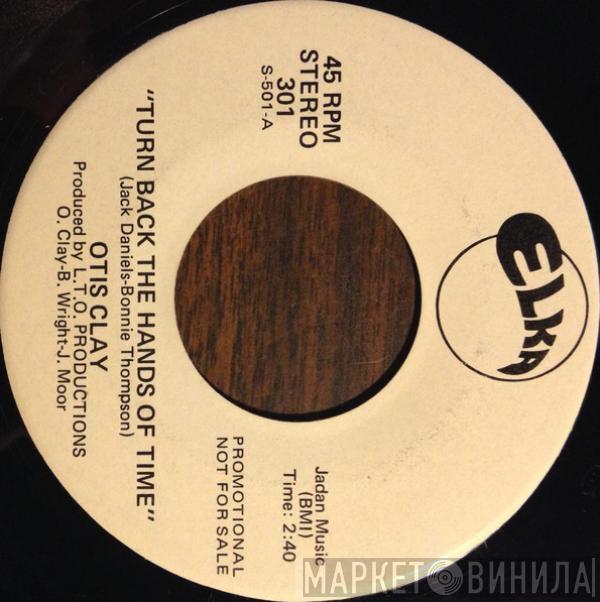 ELKA
45 RPM
STEREO
301
S-501-A
Jadan Music
(BMI)
Time: 2:40
PROMOTIONAL
NOT FOR SALE
"TURN BACK THE HANDS OF TIME"
(Jack Daniels-Bonnie Thompson)
OTIS CLAY
Produced by L.T.O. PRODUCTIONS
O. Clay-B. Wright-J. Moor
МАРКЕТ ВИНИЛА